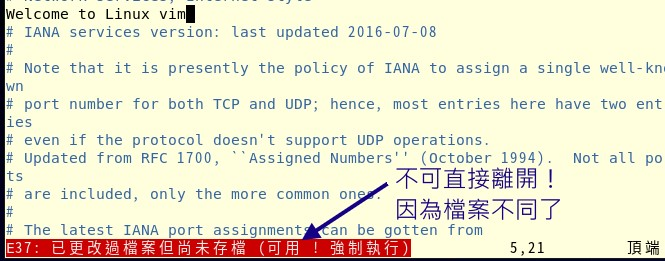 Welcome to Linux vim
# IANA services version: last updated 2016-07-08
#
# Note that it is presently the policy of IANA to assign a single well-kno
wn
# port number for both TCP and UDP; hence, most entries here have two entr
ies
# even if the protocol doesn't support UDP operations.
# Updated from RFC 1700, ``Assigned Numbers'' (October 1994).  Not all por
ts
# are included, only the more common ones.
#
# The latest IANA port assignments can be gotten from
不可直接離開！
因為檔案不同了
E37: 已更改過檔案但尚未存檔 (可用 ! 強制執行) 5,21 頂端